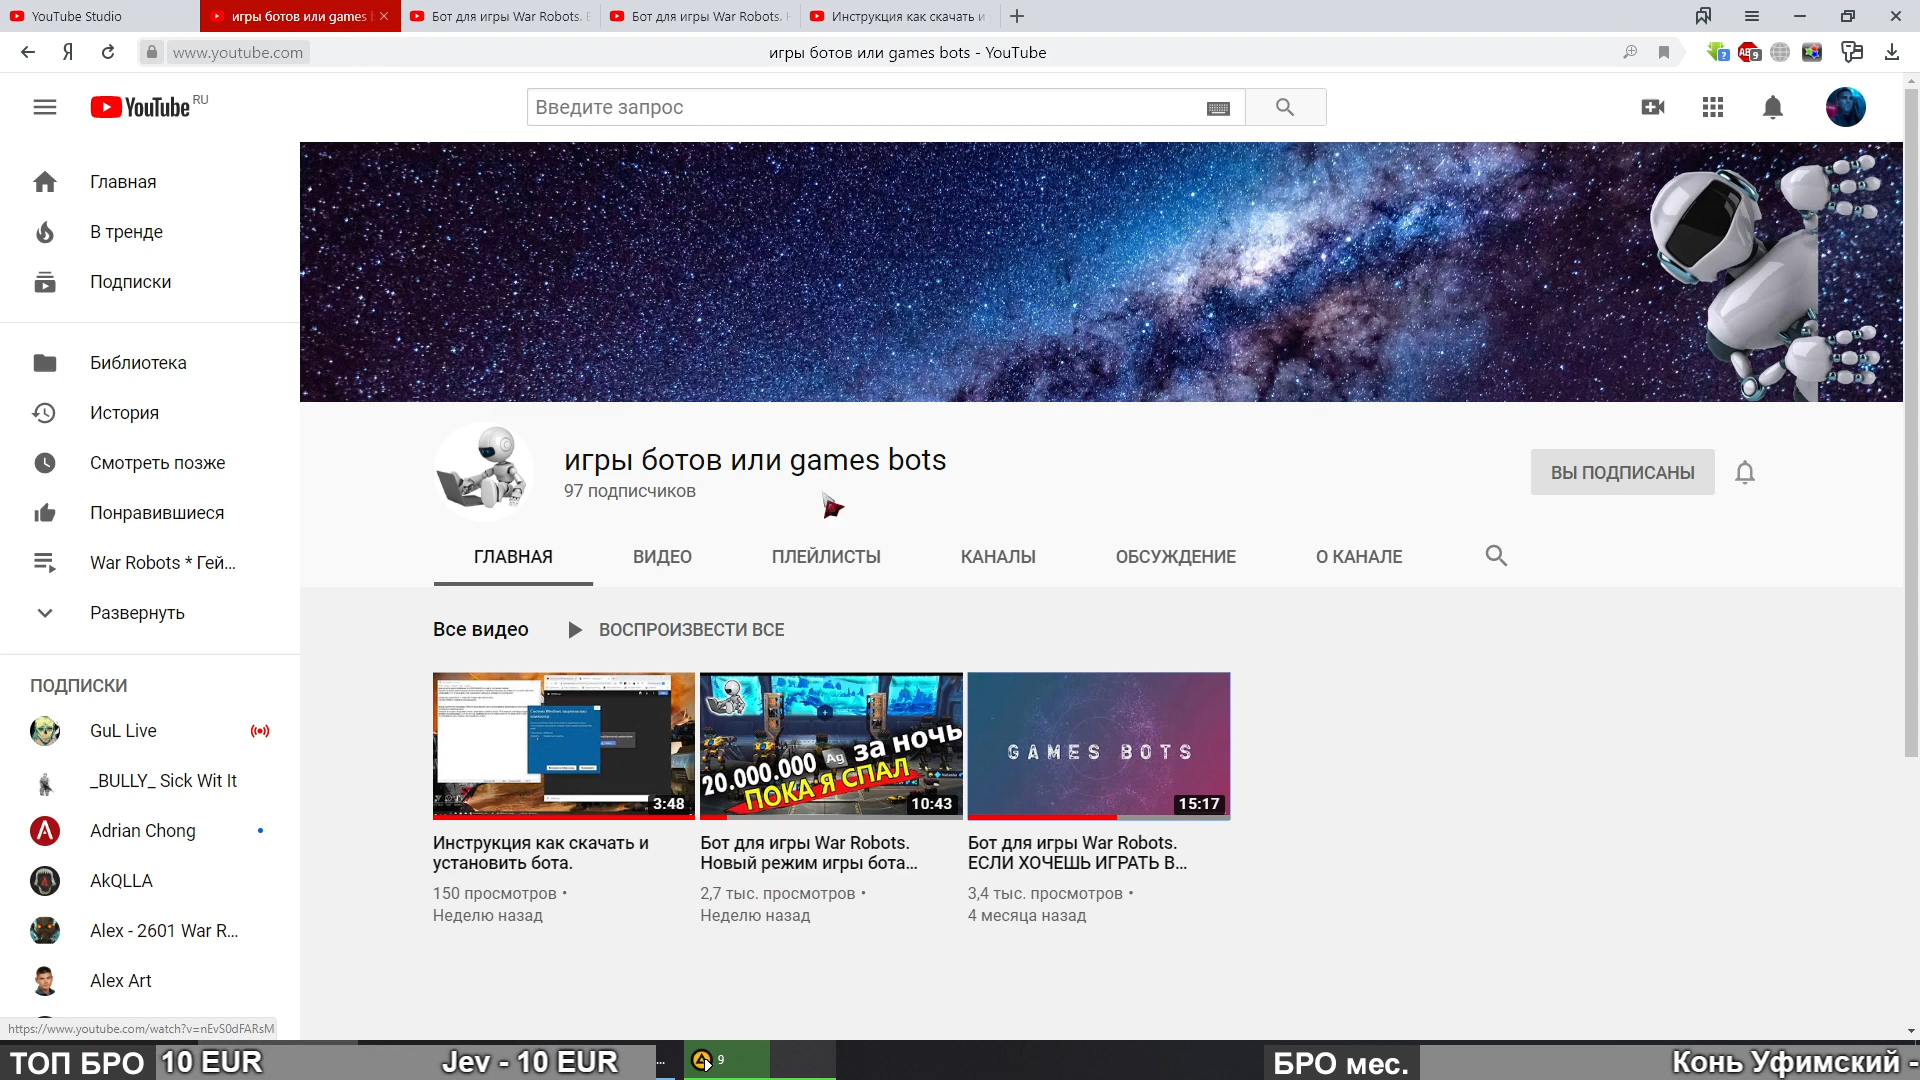 YouTube Studio
игры ботов или games
Бот для игры War Robots.
Бот для игры War Robots.
Инструкция как скачать и
Я
www.youtube.com
игры ботов или games bots - YouTube
YouTube RU
Введите запрос
Главная
В тренде
Подписки
Библиотека
История
Смотреть позже
Понравившиеся
War Robots * Гей...
Развернуть
ПОДПИСКИ
GuL Live
_BULLY_ Sick Wit It
Adrian Chong
AkQLLA
Alex - 2601 War R...
Alex Art
игры ботов или games bots
97 подписчиков
ВЫ ПОДПИСАНЫ
ГЛАВНАЯ
ВИДЕО
ПЛЕЙЛИСТЫ
КАНАЛЫ
ОБСУЖДЕНИЕ
О КАНАЛЕ
Все видео
ВОСПРОИЗВЕСТИ ВСЕ
3:48
20.000.000 Ag за ночь
ПОКА Я СПАЛ
10:43
GAMES BOTS
15:17
Инструкция как скачать и
установить бота.
150 просмотров •
Неделю назад
Бот для игры War Robots.
Новый режим игры бота...
2,7 тыс. просмотров •
Неделю назад
Бот для игры War Robots.
ЕСЛИ ХОЧЕШЬ ИГРАТЬ В...
3,4 тыс. просмотров •
4 месяца назад
https://www.youtube.com/watch?v=nEvS0dFARsM
ТОП БРО
10 EUR
Jev - 10 EUR
...
9
БРО мес.
Конь Уфимский -